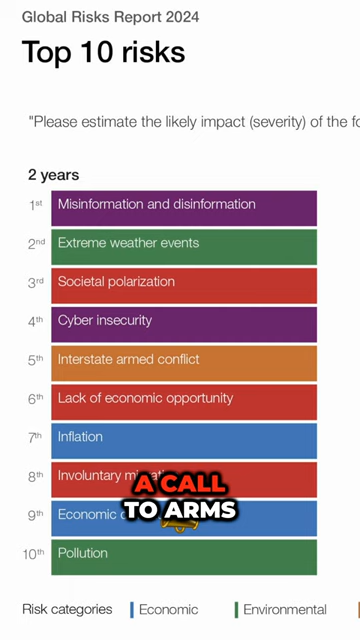 Global Risks Report 2024
Top 10 risks
"Please estimate the likely impact (severity) of the
2 years
1st Misinformation and disinformation
2nd Extreme weather events
3rd Societal polarization
4th Cyber insecurity
5th Interstate armed conflict
6th Lack of economic opportunity
7th Inflation
8th Involuntary
A CALL
TO ARMS
9th Economic
10th Pollution
Risk categories Economic Environmental